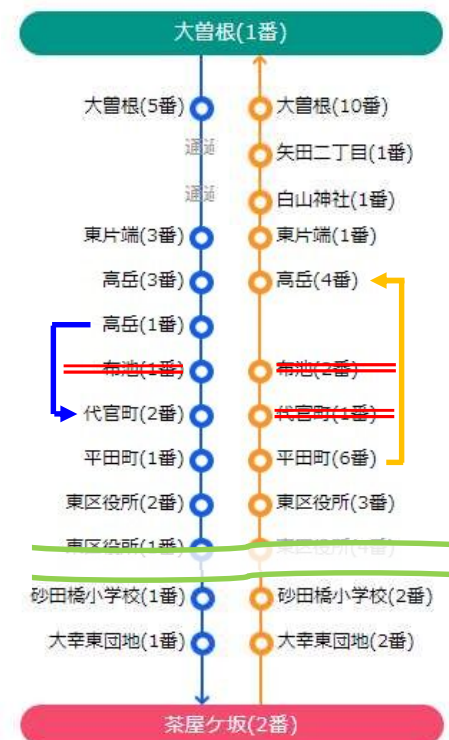 大曽根(1番)
大曽根(5番) 大曽根(10番)
矢田二丁目(1番)
白山神社(1番)
東片端(3番) 東片端(1番)
高岳(3番) 高岳(4番)
高岳(1番)
布池(1番) 布池(2番)
代官町(2番) 代官町(1番)
平田町(1番) 平田町(6番)
東区役所(2番) 東区役所(3番)
東区役所(1番) 東区役所(4番)
砂田橋小学校(1番) 砂田橋小学校(2番)
大幸東団地(1番) 大幸東団地(2番)
茶屋ケ坂(2番)